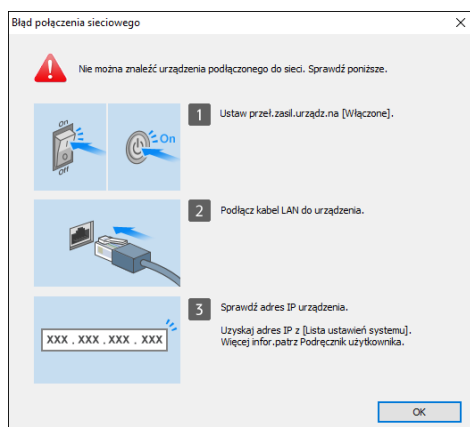 Błąd połączenia sieciowego
Nie można znaleźć urządzenia podłączonego do sieci. Sprawdź poniższe.
On
Off
On
1
Ustaw przeł.zasil.urządz.na [Włączone].
2
Podłącz kabel LAN do urządzenia.
3
Sprawdź adres IP urządzenia.
Uzyskaj adres IP z [Lista ustawień systemu].
Więcej infor.patrz Podręcznik użytkownika.
XXX . XXX . XXX . XXX
OK